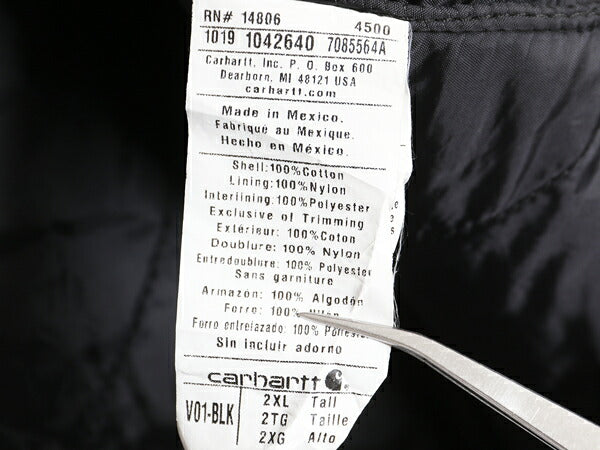 RN# 14806 4500
1019 1042640 7085564A
Carhartt, Inc. P. O. Box 600
Dearborn, MI 48121 USA
carhartt.com
Made in Mexico.
Fabriqué au Mexique.
Hecho en México.
Shell:100%Cotton
Lining:100%Nylon
Interlining:100%Polyester
Exclusive of Trimming
Extérieur: 100%Coton
Doublure: 100% Nylon
Entredoublure: 100% Polyester
Sans garniture
Armazón: 100% Algodón
Forro: 100%
Forro entrelazado: 100%
Sin incluir adorno
carhartt
V01-BLK
2XL Tall
2TG Taille
2XG Alto